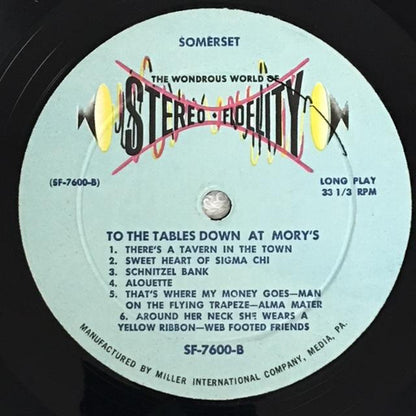 SOMERSET
THE WONDROUS WORLD OF
STEREO • FIDELITY
(SF-7600-B)
LONG PLAY
33 1/3 RPM
TO THE TABLES DOWN AT MORY'S
1. THERE'S A TAVERN IN THE TOWN
2. SWEET HEART OF SIGMA CHI
3. SCHNITZEL BANK
4. ALOUETTE
5. THAT'S WHERE MY MONEY GOES—MAN
ON THE FLYING TRAPEZE—ALMA MATER
6. AROUND HER NECK SHE WEARS A
YELLOW RIBBON—WEB FOOTED FRIENDS
SF-7600-B
MANUFACTURED BY MILLER INTERNATIONAL COMPANY, MEDIA, PA.